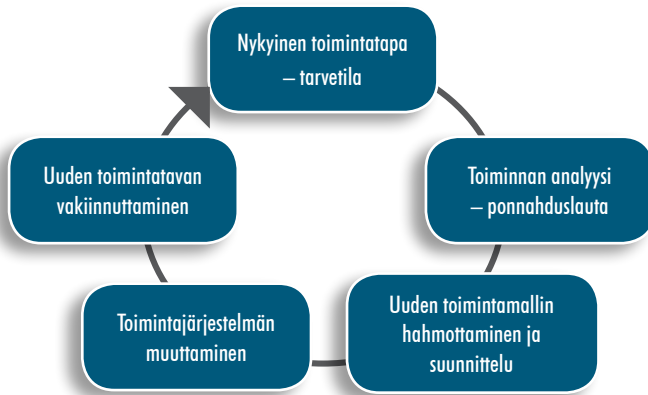 Nykyinen toimintatapa
– tarvetila
Toiminnan analyysi
– ponnahduslauta
Uuden toimintamallin
hahmottaminen ja
suunnittelu
Toimintajärjestelmän
muuttaminen
Uuden toimintatavan
vakiinnuttaminen